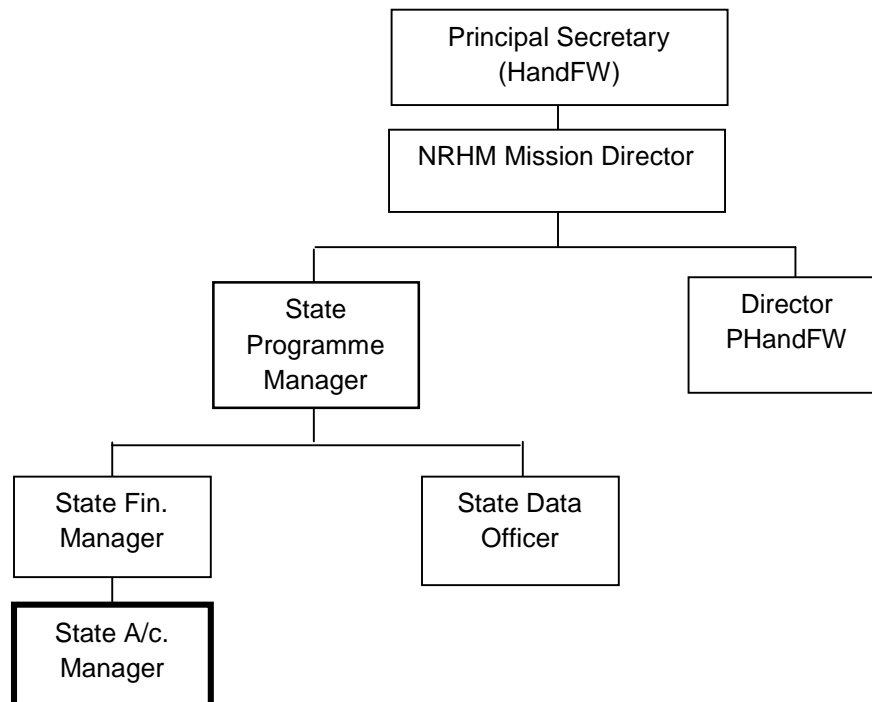 Principal Secretary
(HandFW)
NRHM Mission Director
State
Programme
Manager
Director
PHandFW
State Fin.
Manager
State Data
Officer
State A/c.
Manager